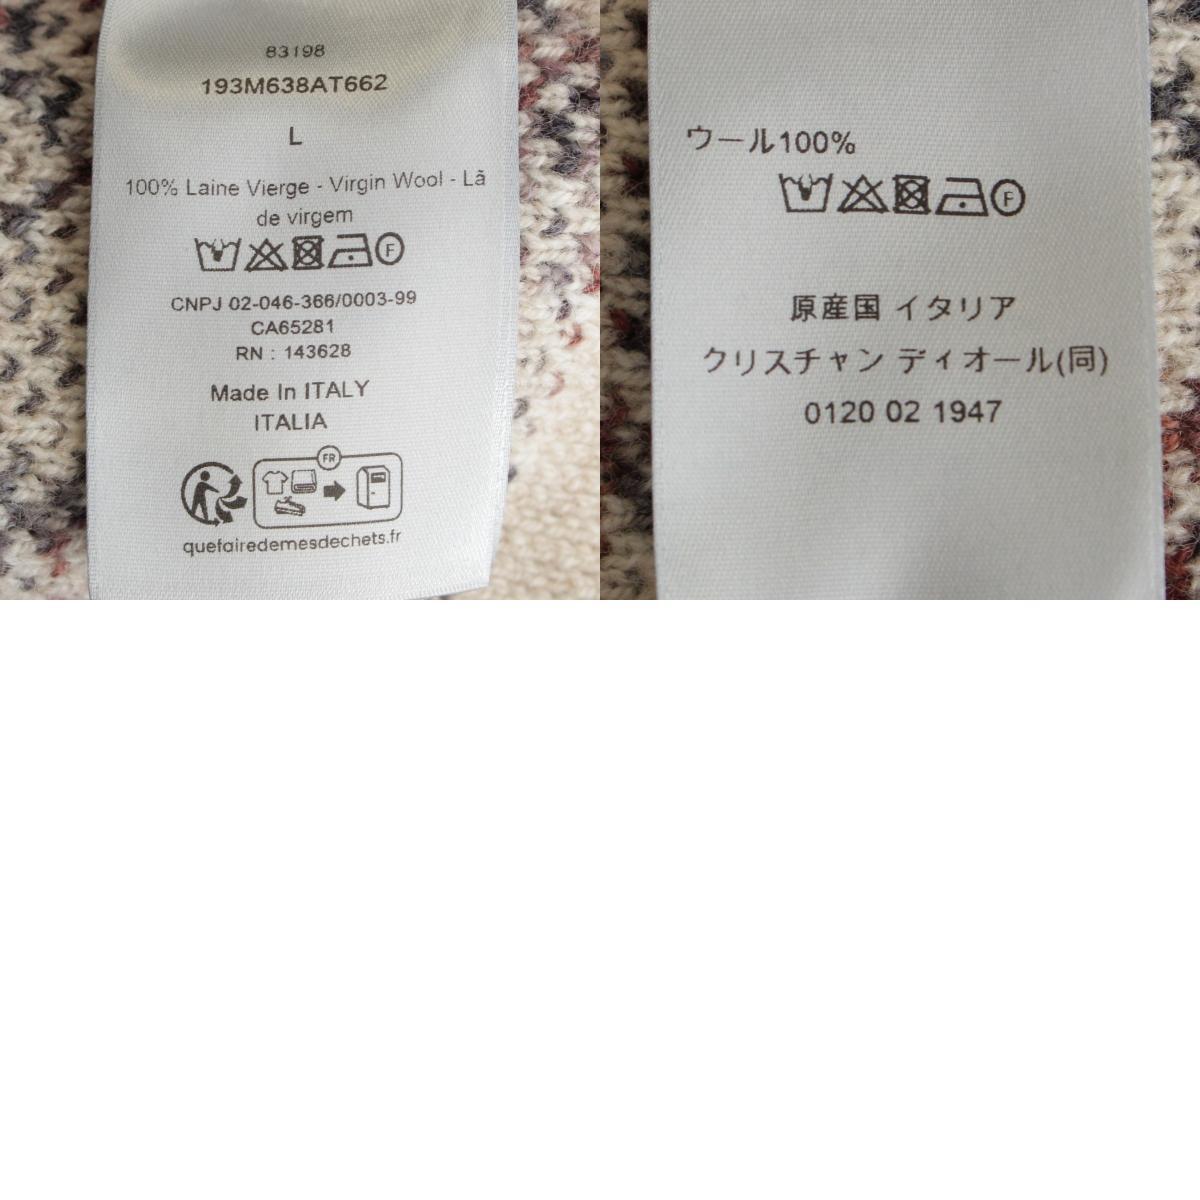 83198
193M638AT662
L
100% Laine Vierge - Virgin Wool - Lã
de virgem
F
CNPJ 02-046-366/0003-99
CA65281
RN : 143628
Made In ITALY
ITALIA
FR
quefairedemesdechets.fr
ウール100%
F
原産国 イタリア
クリスチャン ディオール(同)
0120 02 1947